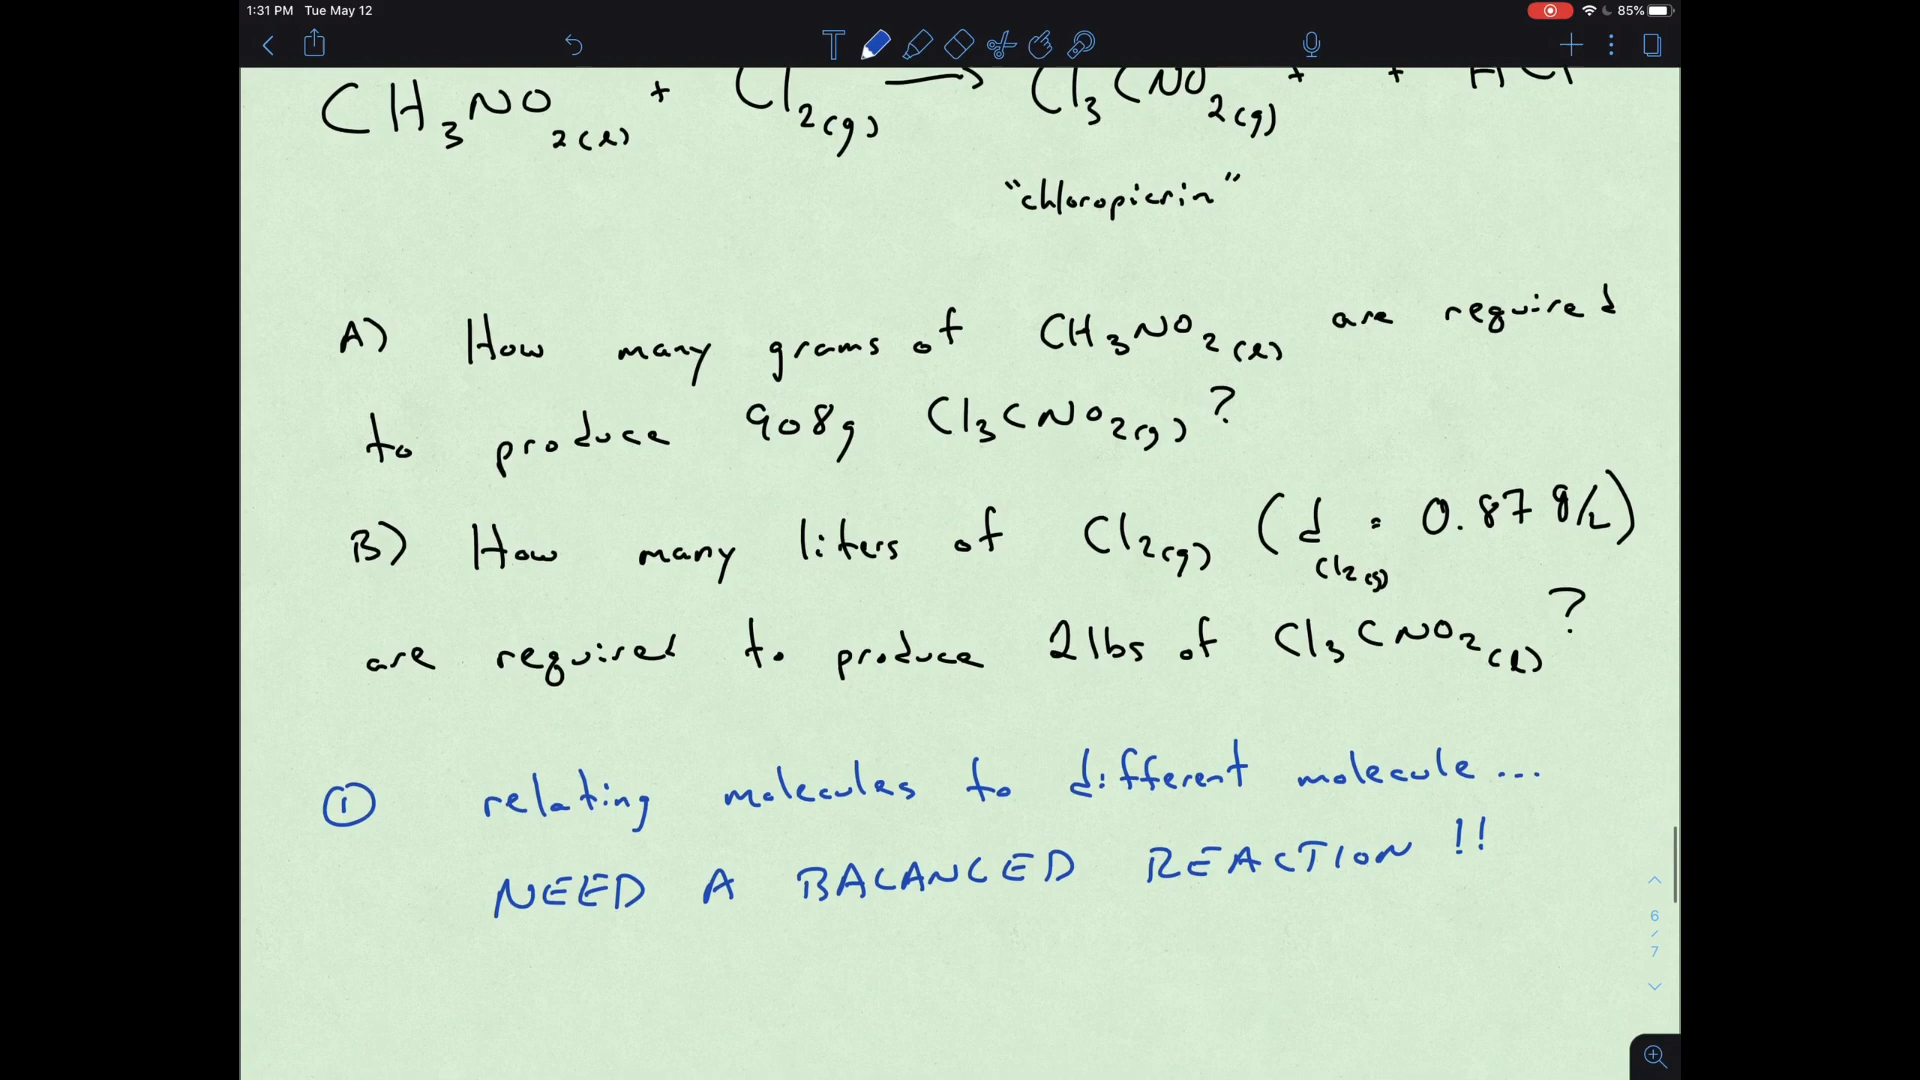 1:31 PM Tue May 12
85%
CH3NO2(l) + Cl2(g) → Cl3CNO2(g) + + HCl
"chloropicrin"
A) How many grams of CH3NO2(l) are required
to produce 908g Cl3CNO2(g)?
B) How many liters of Cl2(g) (dCl2(g) = 0.87 g/L)
are required to produce 2 lbs of Cl3CNO2(l)?
① relating molecules to different molecule...
NEED A BALANCED REACTION !!
6
/
7